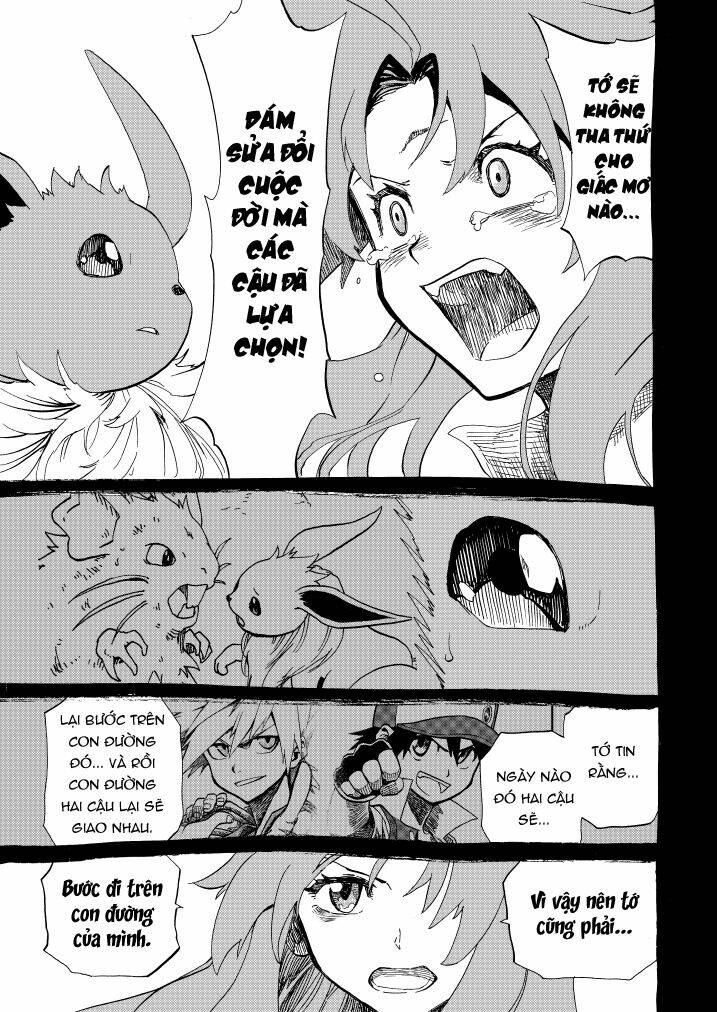 TỚ SẼ
KHÔNG
THA THỨ
CHO
GIẤC MƠ
NÀO...
DÁM
SỬA ĐỔI
CUỘC
ĐỜI MÀ
CÁC
CẬU ĐÃ
LỰA
CHỌN!
TỚ TIN
RẰNG...
NGÀY NÀO
ĐÓ HAI CẬU
SẼ...
LẠI BƯỚC TRÊN
CON ĐƯỜNG
ĐÓ... VÀ RỒI
CON ĐƯỜNG
HAI CẬU LẠI SẼ
GIAO NHAU.
Vì vậy nên tớ
cũng phải...
Bước đi trên
con đường
của mình.